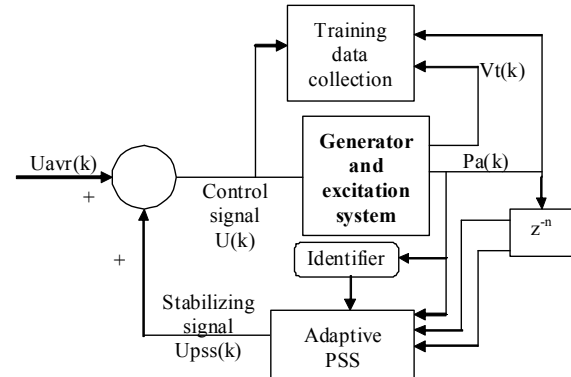 Training
data
collection
Vt(k)
Uavr(k)
+
Generator
and
excitation
system
Pa(k)
Control
signal
U(k)
z-n
+
Identifier
Stabilizing
signal
Upss(k)
Adaptive
PSS